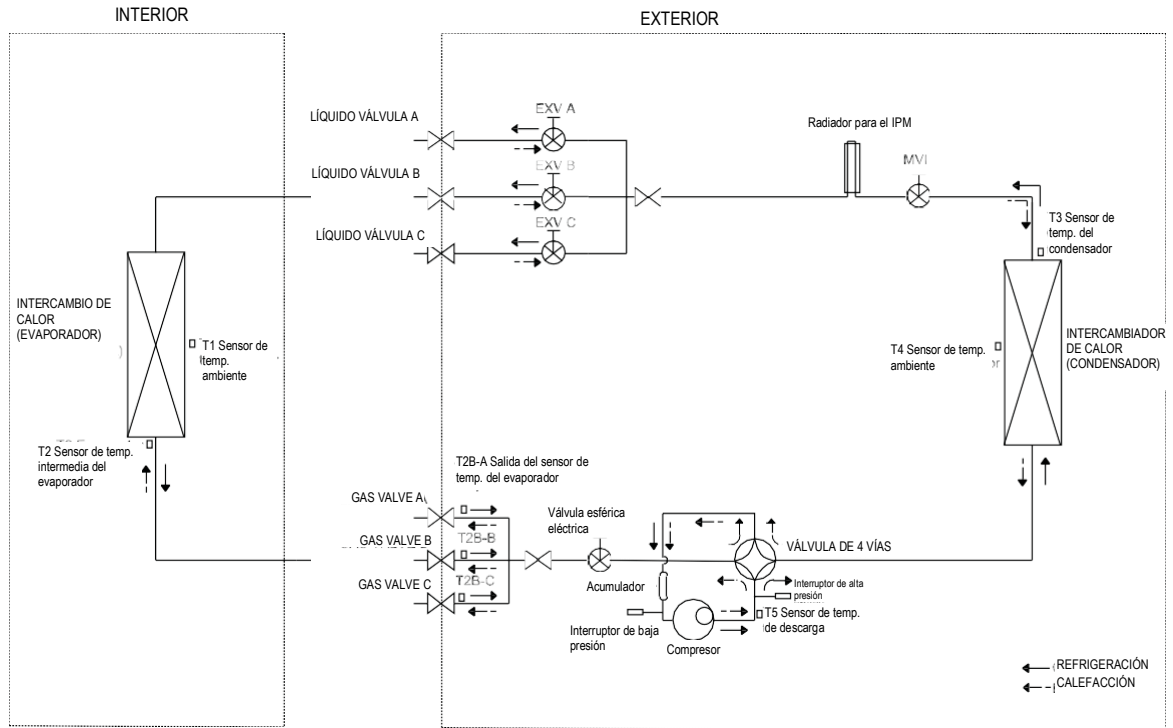 INTERIOR
EXTERIOR
LÍQUIDO VÁLVULA A
EXV A
LÍQUIDO VÁLVULA B
EXV B
LÍQUIDO VÁLVULA C
EXV C
Radiador para el IPM
MVI
T3 Sensor de
temp. del
condensador
INTERCAMBIO DE
CALOR
(EVAPORADOR)
T1 Sensor de
temp.
ambiente
T4 Sensor de temp.
ambiente
INTERCAMBIADOR
DE CALOR
(CONDENSADOR)
T2 Sensor de temp.
intermedia del
evaporador
T2B-A Salida del sensor de
temp. del evaporador
GAS VALVE A
GAS VALVE B
T2B-B
GAS VALVE C
T2B-C
Válvula esférica
eléctrica
VÁLVULA DE 4 VÍAS
Acumulador
Interruptor de alta
presión
Interruptor de baja
presión
Compresor
T5 Sensor de temp.
de descarga
REFRIGERACIÓN
CALEFACCIÓN